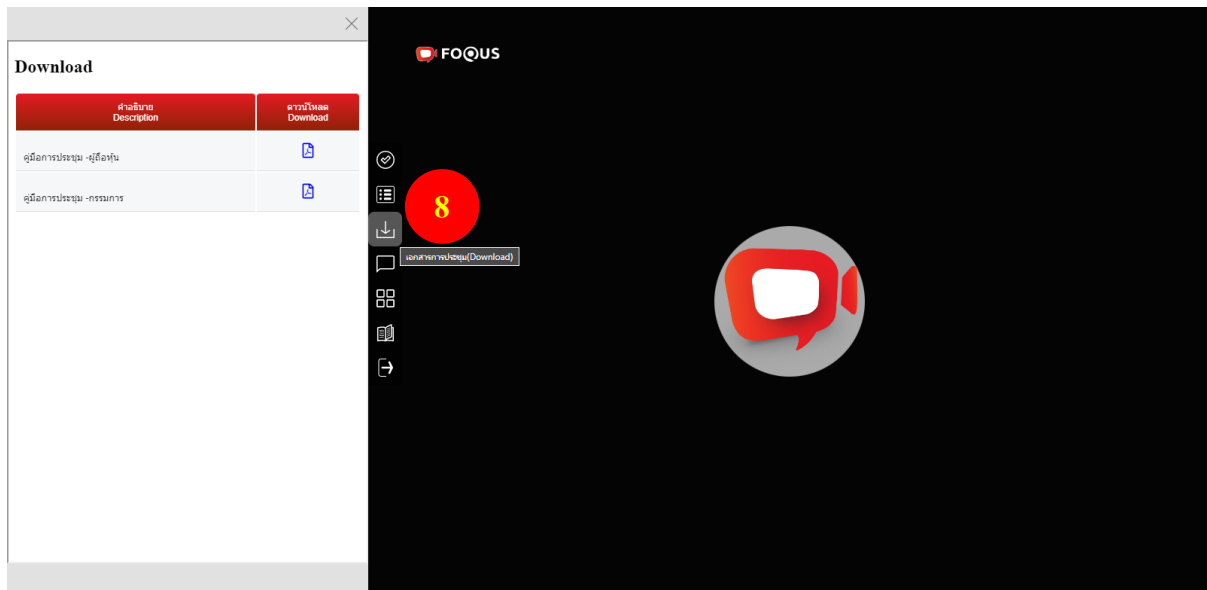 Download
คำอธิบาย
Description
ดาวน์โหลด
Download
คู่มือการประชุม -ผู้ถือหุ้น
คู่มือการประชุม -กรรมการ
FOQUS
8
เอกสารการประชุม(Download)